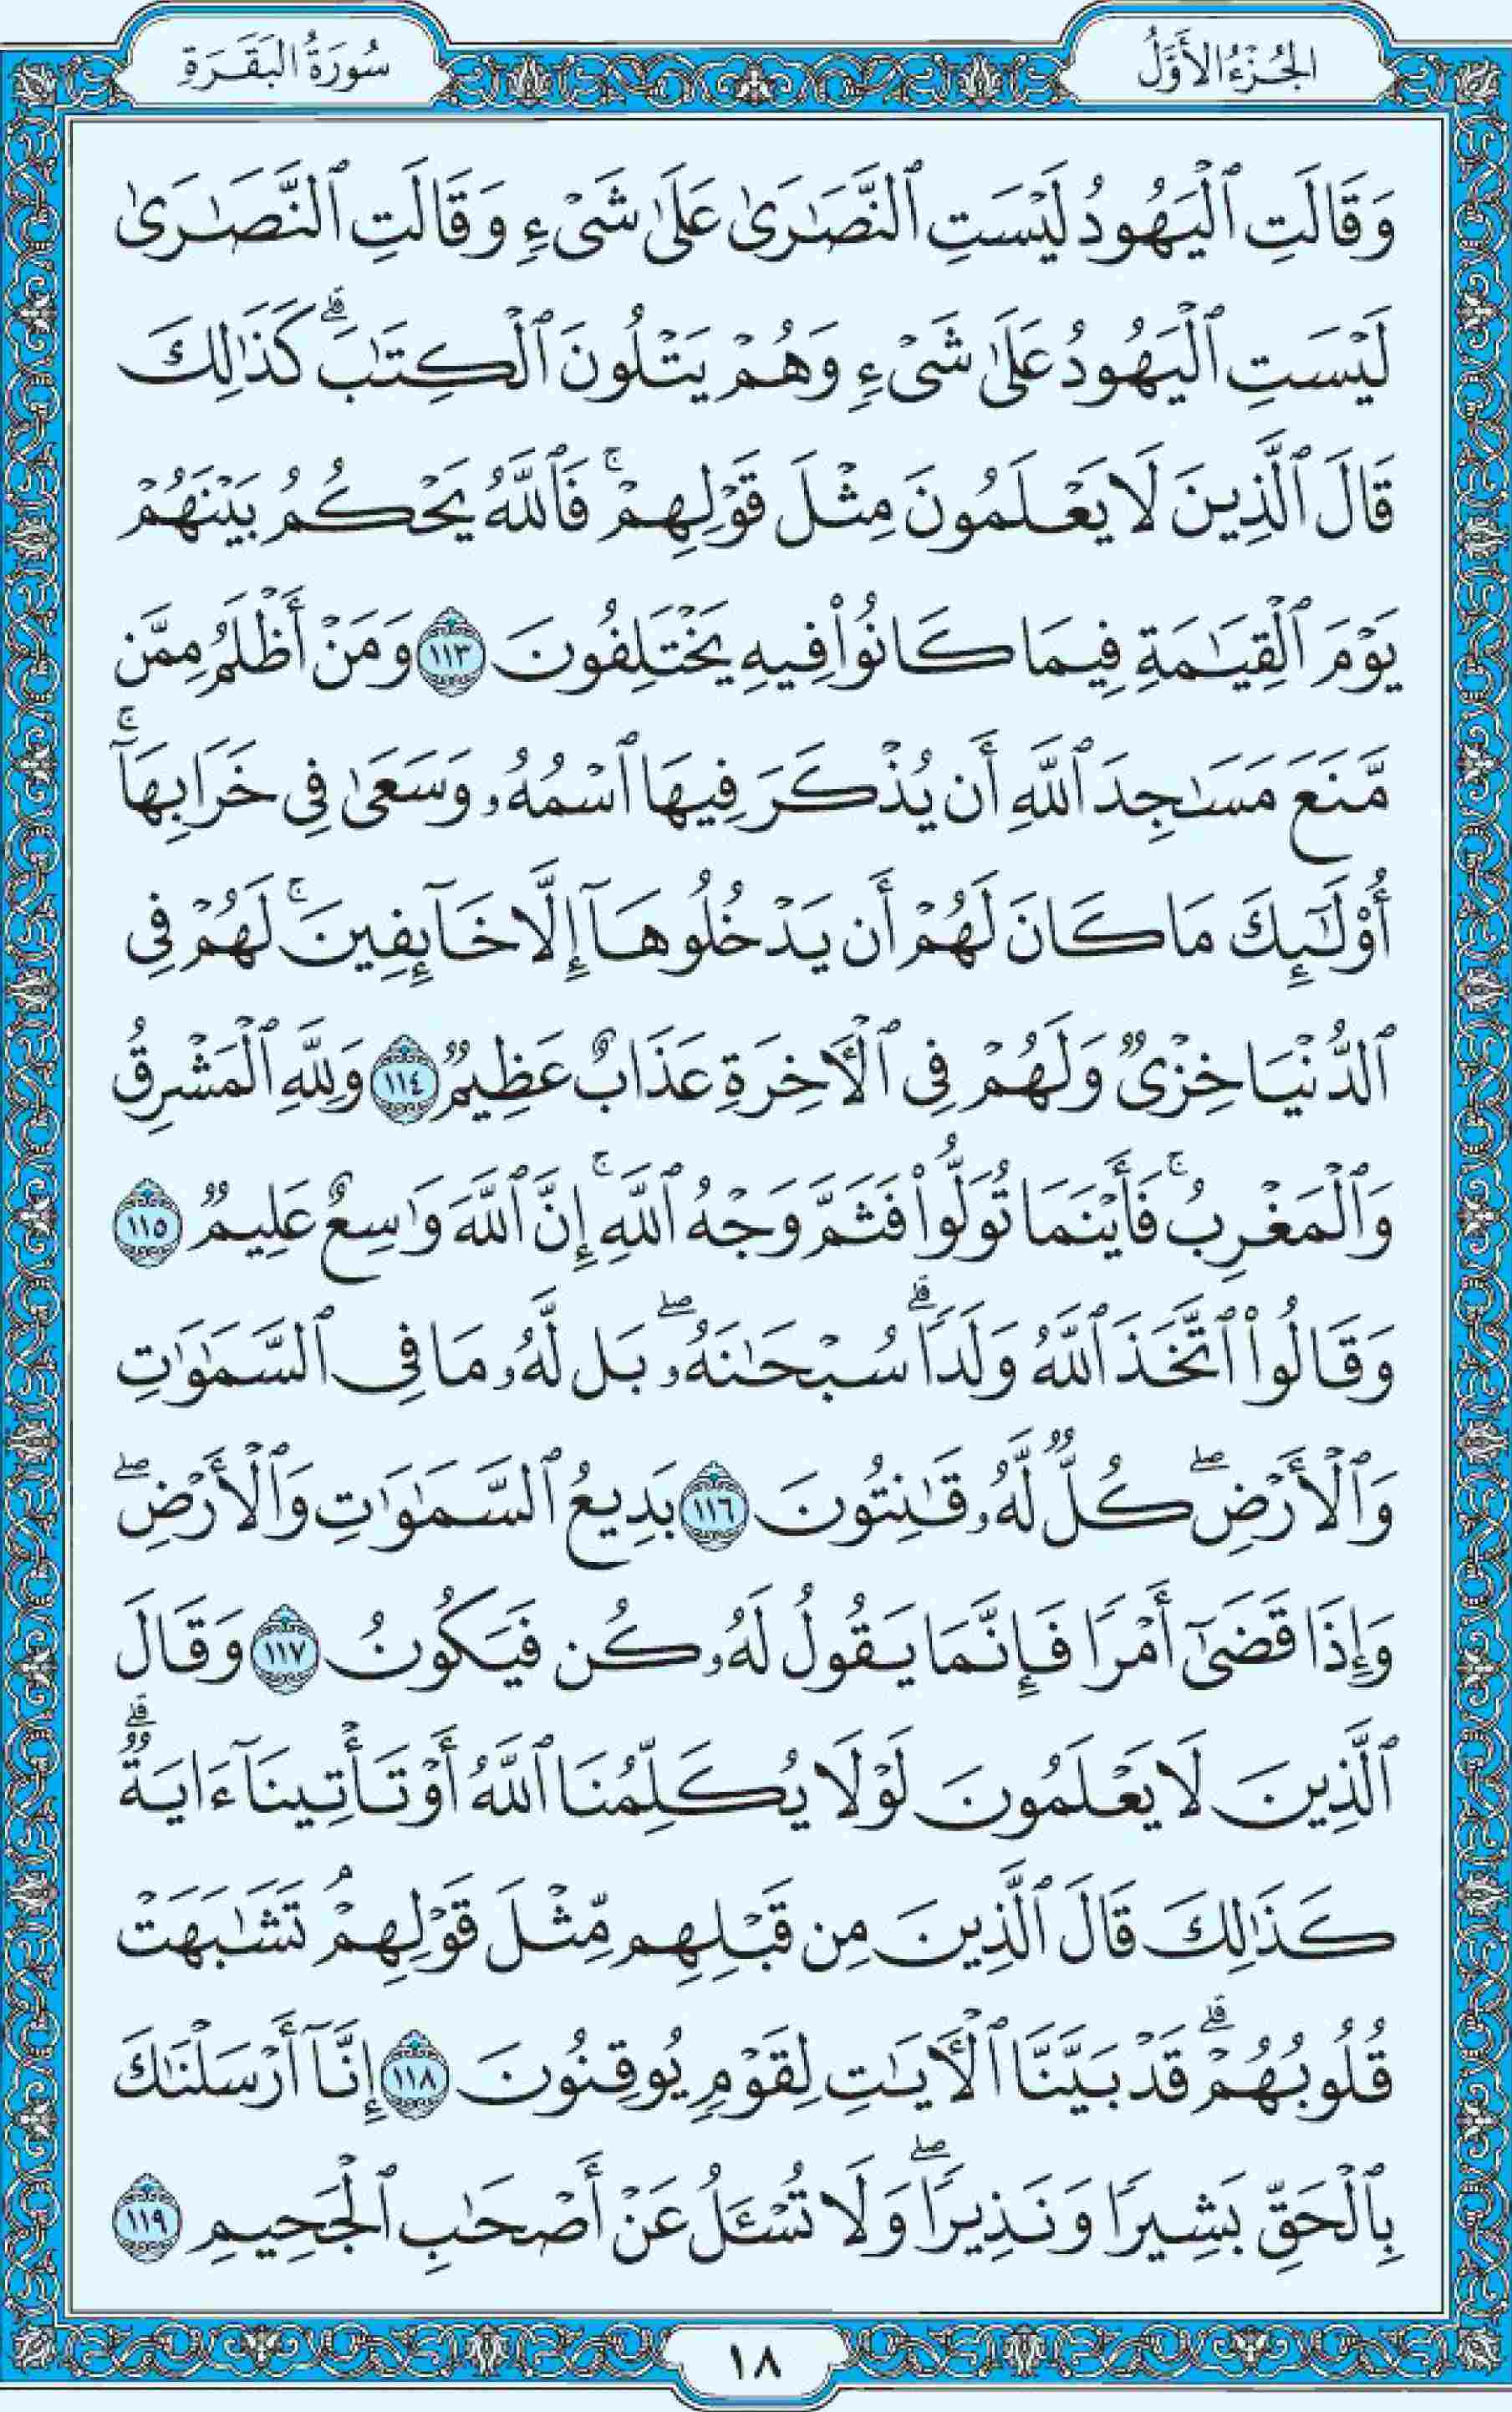 الجُزْءُ الأَوَّلُ
سُورَةُ البَقَرَةِ
وَقَالَتِ ٱلْيَهُودُ لَيْسَتِ ٱلنَّصَٰرَىٰ عَلَىٰ شَىْءٍ وَقَالَتِ ٱلنَّصَٰرَىٰ
لَيْسَتِ ٱلْيَهُودُ عَلَىٰ شَىْءٍ وَهُمْ يَتْلُونَ ٱلْكِتَٰبَ ۗ كَذَٰلِكَ
قَالَ ٱلَّذِينَ لَا يَعْلَمُونَ مِثْلَ قَوْلِهِمْ ۚ فَٱللَّهُ يَحْكُمُ بَيْنَهُمْ
يَوْمَ ٱلْقِيَٰمَةِ فِيمَا كَانُوا۟ فِيهِ يَخْتَلِفُونَ ١١٣ وَمَنْ أَظْلَمُ مِمَّن
مَّنَعَ مَسَٰجِدَ ٱللَّهِ أَن يُذْكَرَ فِيهَا ٱسْمُهُۥ وَسَعَىٰ فِى خَرَابِهَآ ۚ
أُو۟لَٰٓئِكَ مَا كَانَ لَهُمْ أَن يَدْخُلُوهَآ إِلَّا خَآئِفِينَ ۚ لَهُمْ فِى
ٱلدُّنْيَا خِزْىٌ وَلَهُمْ فِى ٱلْءَاخِرَةِ عَذَابٌ عَظِيمٌ ١١٤ وَلِلَّهِ ٱلْمَشْرِقُ
وَٱلْمَغْرِبُ ۚ فَأَيْنَمَا تُوَلُّوا۟ فَثَمَّ وَجْهُ ٱللَّهِ ۚ إِنَّ ٱللَّهَ وَٰسِعٌ عَلِيمٌ ١١٥
وَقَالُوا۟ ٱتَّخَذَ ٱللَّهُ وَلَدًا ۗ سُبْحَٰنَهُۥ ۖ بَل لَّهُۥ مَا فِى ٱلسَّمَٰوَٰتِ
وَٱلْأَرْضِ ۖ كُلٌّ لَّهُۥ قَٰنِتُونَ ١١٦ بَدِيعُ ٱلسَّمَٰوَٰتِ وَٱلْأَرْضِ ۖ
وَإِذَا قَضَىٰٓ أَمْرًا فَإِنَّمَا يَقُولُ لَهُۥ كُن فَيَكُونُ ١١٧ وَقَالَ
ٱلَّذِينَ لَا يَعْلَمُونَ لَوْلَا يُكَلِّمُنَا ٱللَّهُ أَوْ تَأْتِينَآ ءَايَةٌ ۗ
كَذَٰلِكَ قَالَ ٱلَّذِينَ مِن قَبْلِهِم مِّثْلَ قَوْلِهِمْ ۘ تَشَٰبَهَتْ
قُلُوبُهُمْ ۗ قَدْ بَيَّنَّا ٱلْءَايَٰتِ لِقَوْمٍ يُوقِنُونَ ١١٨ إِنَّآ أَرْسَلْنَٰكَ
بِٱلْحَقِّ بَشِيرًا وَنَذِيرًا ۖ وَلَا تُسْـَٔلُ عَنْ أَصْحَٰبِ ٱلْجَحِيمِ ١١٩
١٨